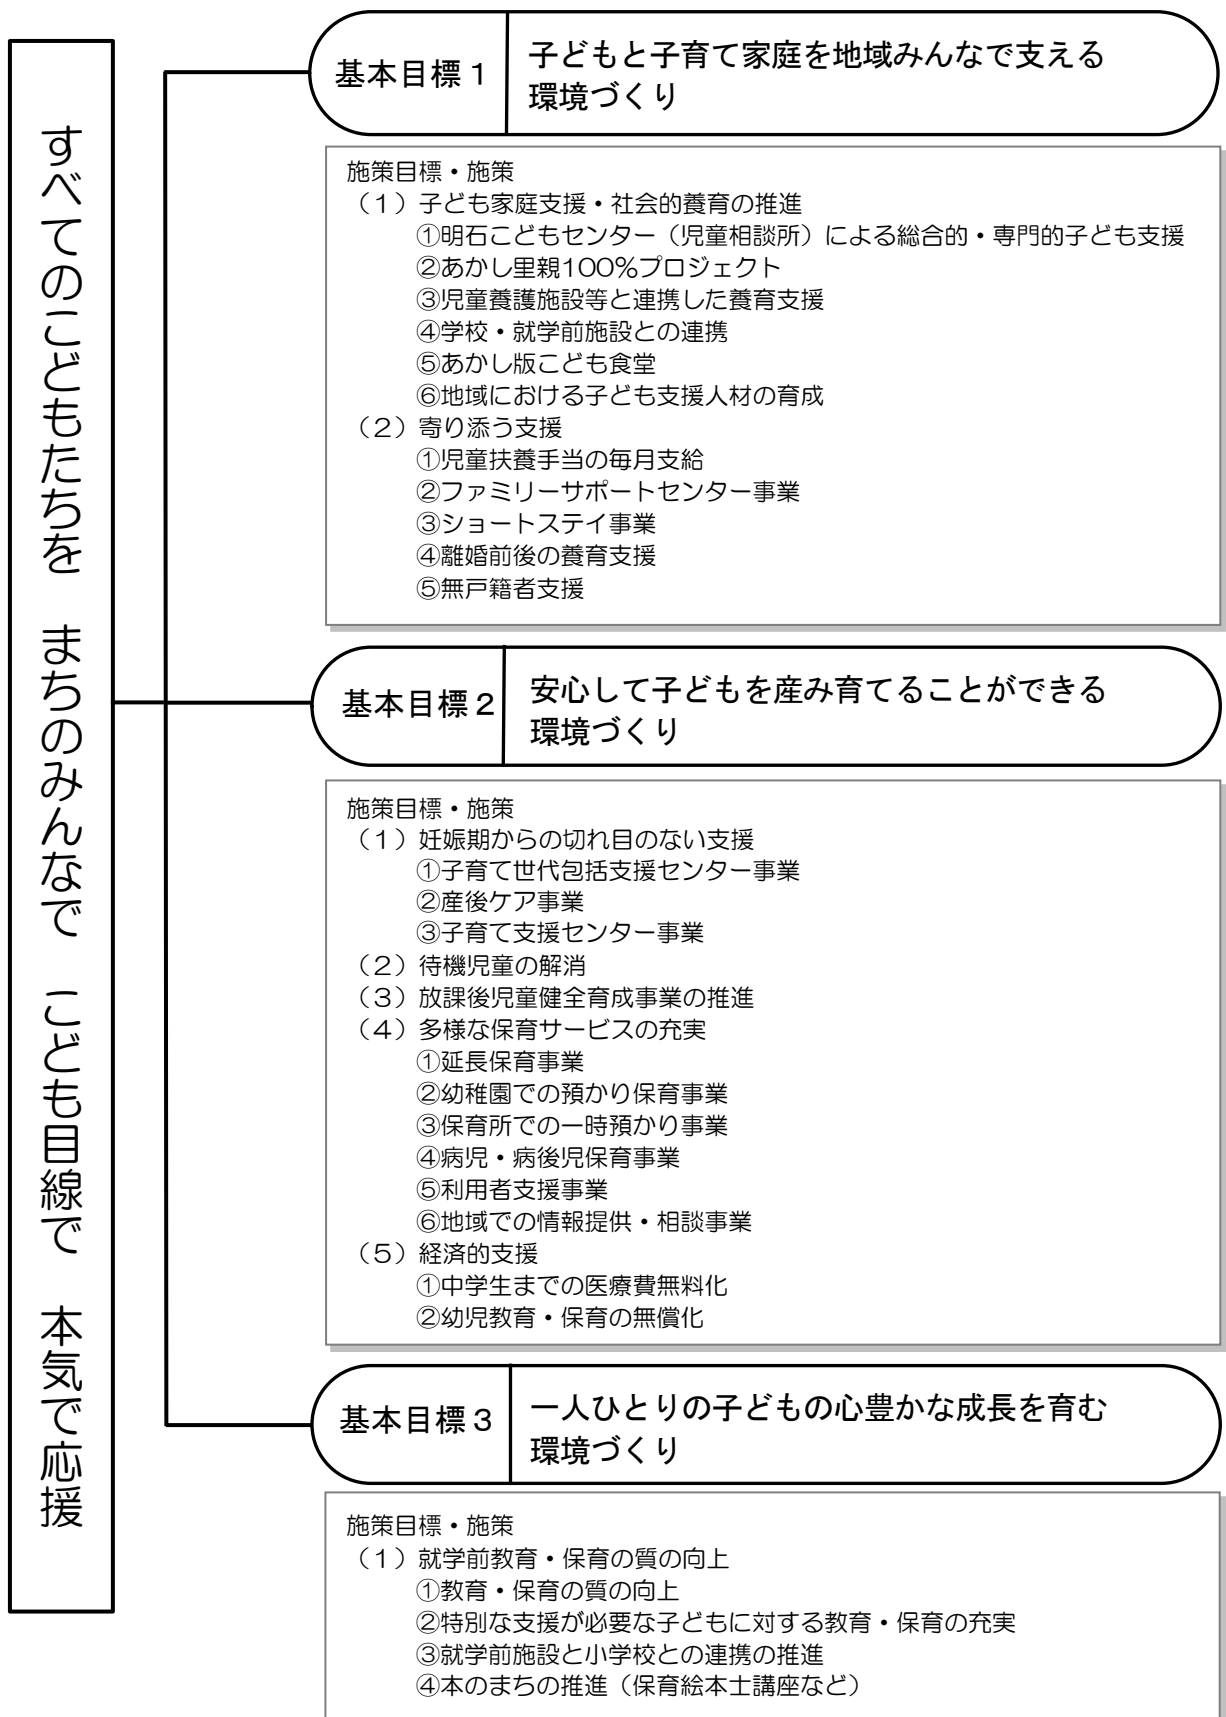 すべてのこどもたちを　まちのみんなで　こども目線で　本気で応援
基本目標１
子どもと子育て家庭を地域みんなで支える
環境づくり
施策目標・施策
（１）子ども家庭支援・社会的養育の推進
①明石こどもセンター（児童相談所）による総合的・専門的子ども支援
②あかし里親100％プロジェクト
③児童養護施設等と連携した養育支援
④学校・就学前施設との連携
⑤あかし版こども食堂
⑥地域における子ども支援人材の育成
（２）寄り添う支援
①児童扶養手当の毎月支給
②ファミリーサポートセンター事業
③ショートステイ事業
④離婚前後の養育支援
⑤無戸籍者支援
基本目標２
安心して子どもを産み育てることができる
環境づくり
施策目標・施策
（１）妊娠期からの切れ目のない支援
①子育て世代包括支援センター事業
②産後ケア事業
③子育て支援センター事業
（２）待機児童の解消
（３）放課後児童健全育成事業の推進
（４）多様な保育サービスの充実
①延長保育事業
②幼稚園での預かり保育事業
③保育所での一時預かり事業
④病児・病後児保育事業
⑤利用者支援事業
⑥地域での情報提供・相談事業
（５）経済的支援
①中学生までの医療費無料化
②幼児教育・保育の無償化
基本目標３
一人ひとりの子どもの心豊かな成長を育む
環境づくり
施策目標・施策
（１）就学前教育・保育の質の向上
①教育・保育の質の向上
②特別な支援が必要な子どもに対する教育・保育の充実
③就学前施設と小学校との連携の推進
④本のまちの推進（保育絵本士講座など）